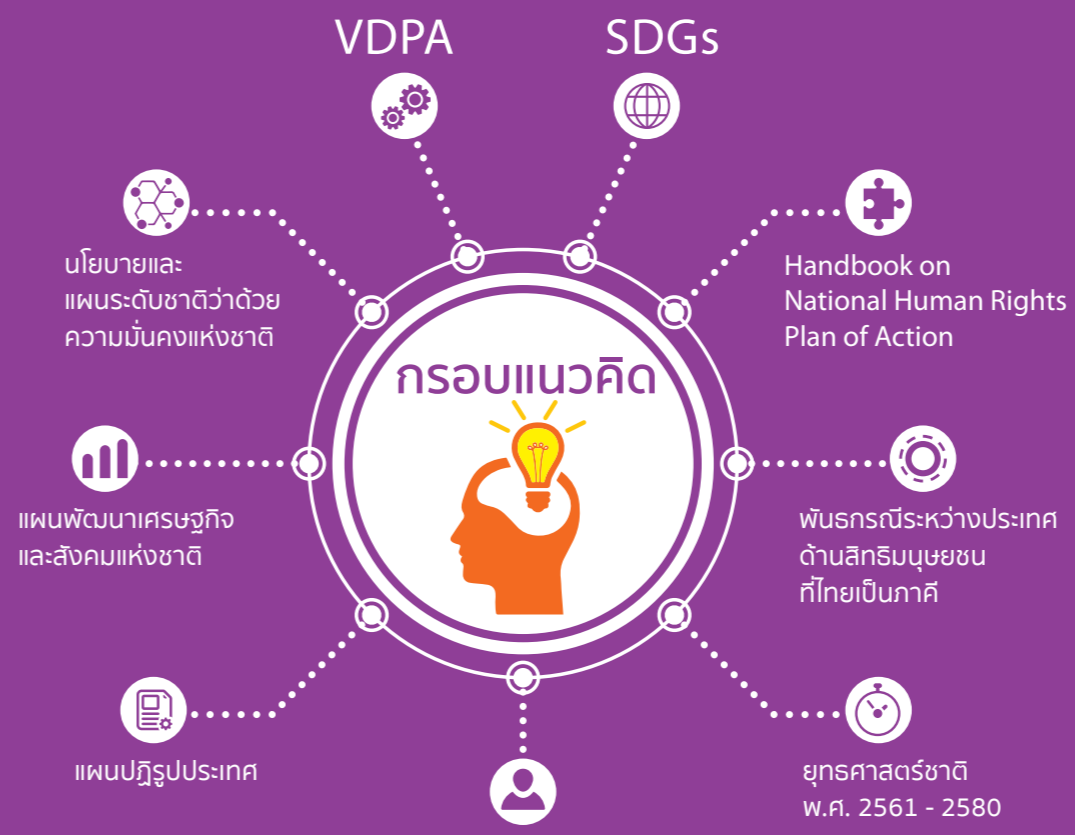 VDPA
SDGs
นโยบายและ
แผนระดับชาติว่าด้วย
ความมั่นคงแห่งชาติ
Handbook on
National Human Rights
Plan of Action
กรอบแนวคิด
แผนพัฒนาเศรษฐกิจ
และสังคมแห่งชาติ
พันธกรณีระหว่างประเทศ
ด้านสิทธิมนุษยชน
ที่ไทยเป็นภาคี
แผนปฏิรูปประเทศ
ยุทธศาสตร์ชาติ
พ.ศ. 2561 - 2580